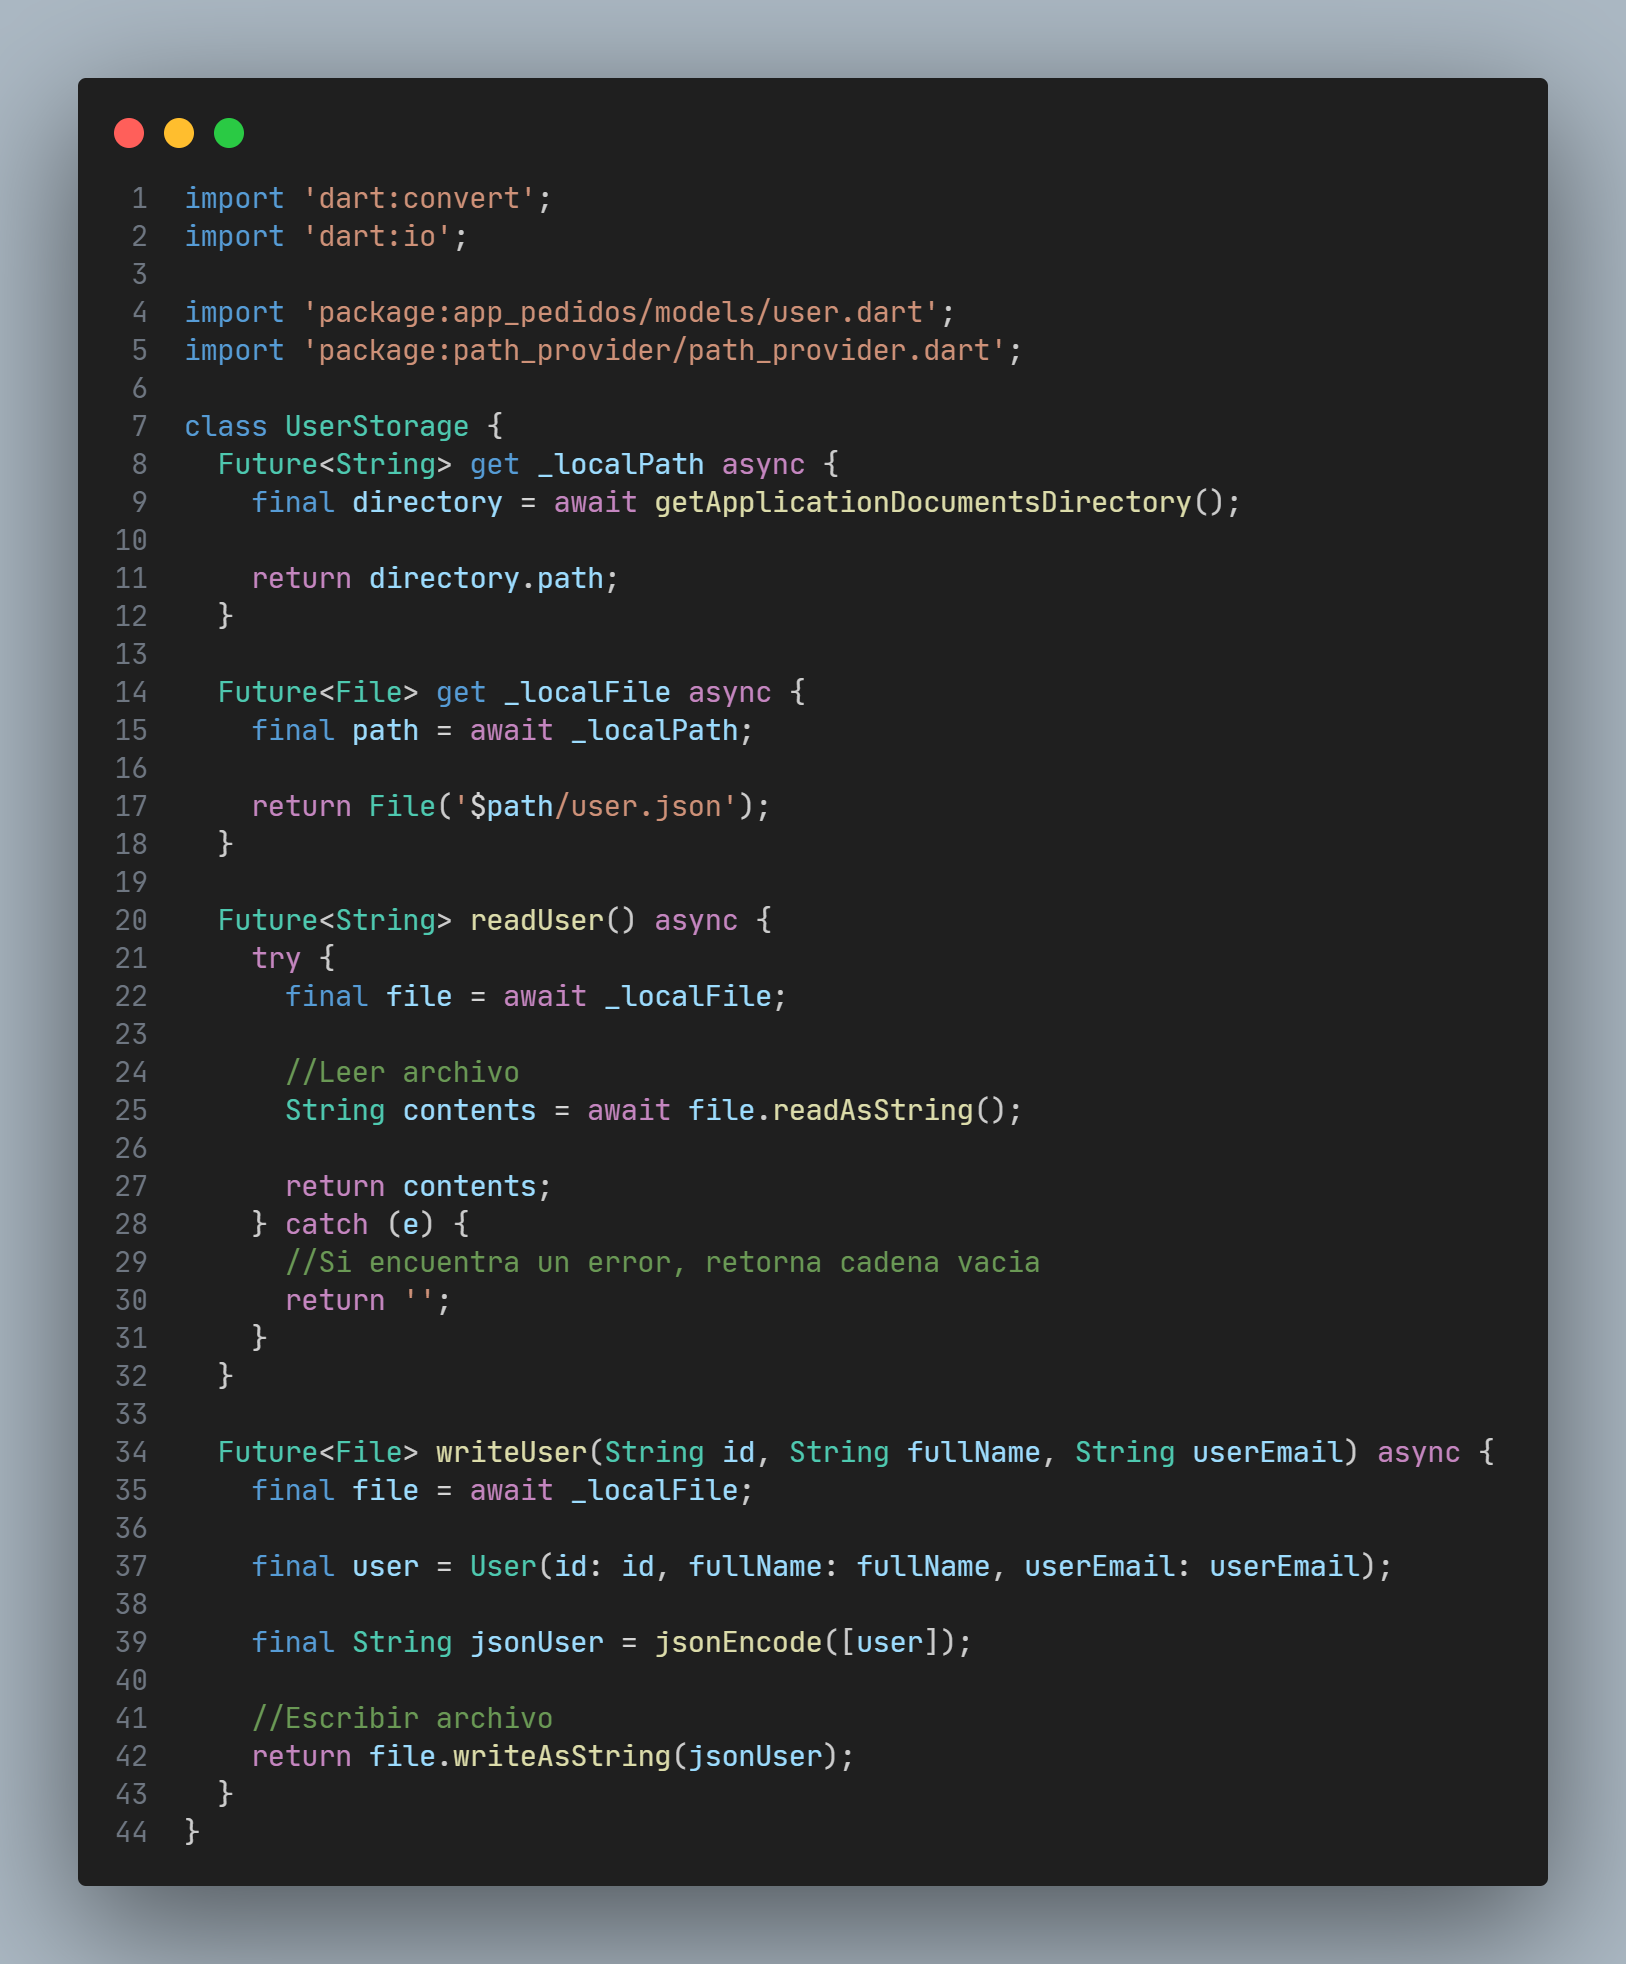 1 import 'dart:convert';
2 import 'dart:io';
3
4 import 'package:app_pedidos/models/user.dart';
5 import 'package:path_provider/path_provider.dart';
6
7 class UserStorage {
8   Future<String> get _localPath async {
9     final directory = await getApplicationDocumentsDirectory();
10
11     return directory.path;
12   }
13
14   Future<File> get _localFile async {
15     final path = await _localPath;
16
17     return File('$path/user.json');
18   }
19
20   Future<String> readUser() async {
21     try {
22       final file = await _localFile;
23
24       //Leer archivo
25       String contents = await file.readAsString();
26
27       return contents;
28     } catch (e) {
29       //Si encuentra un error, retorna cadena vacia
30       return '';
31     }
32   }
33
34   Future<File> writeUser(String id, String fullName, String userEmail) async {
35     final file = await _localFile;
36
37     final user = User(id: id, fullName: fullName, userEmail: userEmail);
38
39     final String jsonUser = jsonEncode([user]);
40
41     //Escribir archivo
42     return file.writeAsString(jsonUser);
43   }
44 }